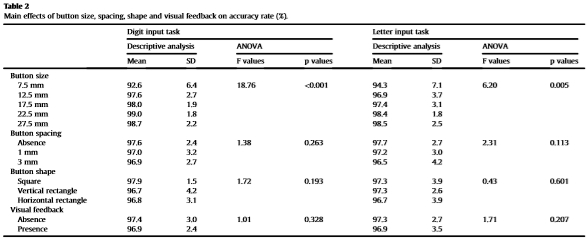 Table 2
Main effects of button size, spacing, shape and visual feedback on accuracy rate (%).
Digit input task Letter input task
Descriptive analysis ANOVA Descriptive analysis ANOVA
Mean SD F values p values Mean SD F values p values
Button size
7.5 mm 92.6 6.4 18.76 <0.001 94.3 7.1 6.20 0.005
12.5 mm 97.6 2.7 96.9 3.7
17.5 mm 98.0 1.9 97.4 3.1
22.5 mm 99.0 1.8 98.4 1.8
27.5 mm 98.7 2.2 98.5 2.5
Button spacing
Absence 97.6 2.4 1.38 0.263 97.7 2.7 2.31 0.113
1 mm 97.0 3.2 97.2 3.0
3 mm 96.9 2.7 96.5 4.2
Button shape
Square 97.9 1.5 1.72 0.193 97.3 3.9 0.43 0.601
Vertical rectangle 96.7 4.2 97.3 2.6
Horizontal rectangle 96.8 3.1 96.7 3.9
Visual feedback
Absence 97.4 3.0 1.01 0.328 97.3 2.7 1.71 0.207
Presence 96.9 2.4 96.9 3.5